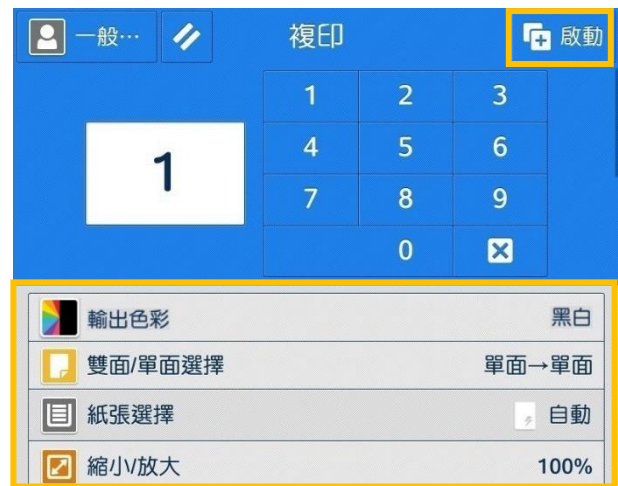 一般… 複印 啟動
1 2 3
1
4 5 6
7 8 9
0
輸出色彩 黑白
雙面/單面選擇 單面→單面
紙張選擇 自動
縮小/放大 100%